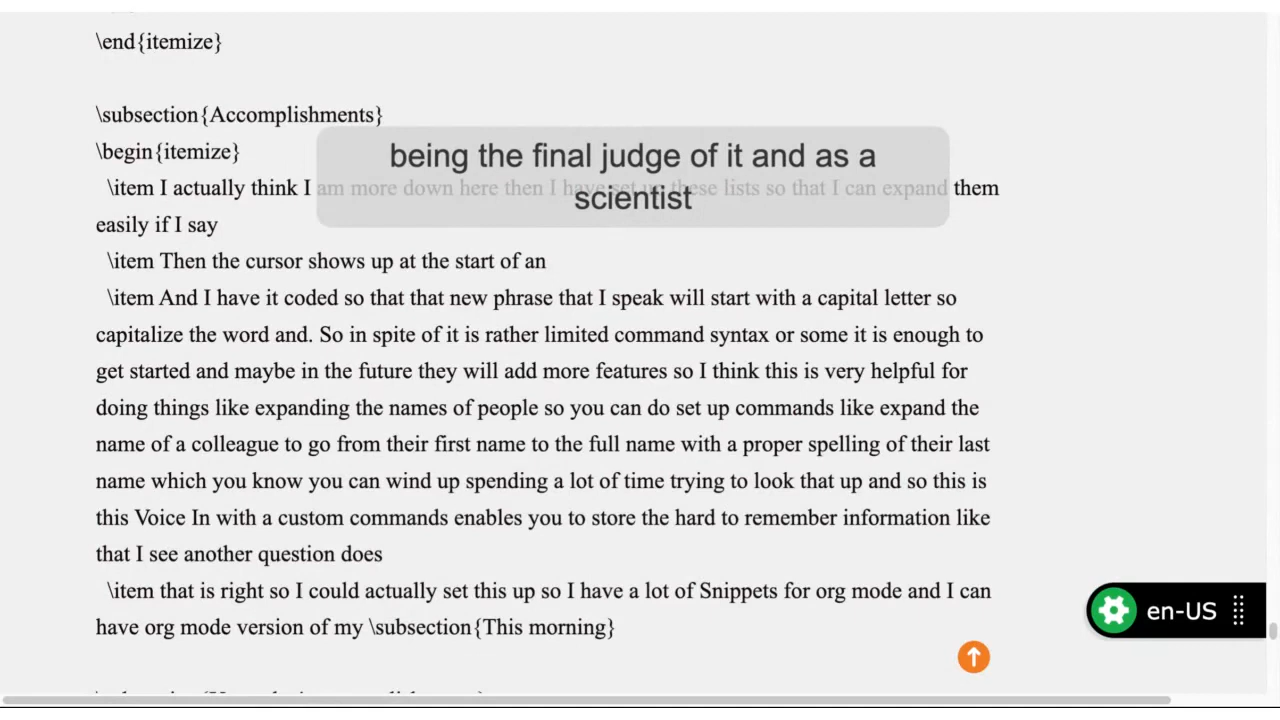 \end{itemize}
\subsection{Accomplishments}
\begin{itemize}
being the final judge of it and as a
\item I actually think I am more down here then I have set up these lists so that I can expand them
scientist
easily if I say
\item Then the cursor shows up at the start of an
\item And I have it coded so that that new phrase that I speak will start with a capital letter so
capitalize the word and. So in spite of it is rather limited command syntax or some it is enough to
get started and maybe in the future they will add more features so I think this is very helpful for
doing things like expanding the names of people so you can do set up commands like expand the
name of a colleague to go from their first name to the full name with a proper spelling of their last
name which you know you can wind up spending a lot of time trying to look that up and so this is
this Voice In with a custom commands enables you to store the hard to remember information like
that I see another question does
\item that is right so I could actually set this up so I have a lot of Snippets for org mode and I can
en-US
have org mode version of my \subsection{This morning}